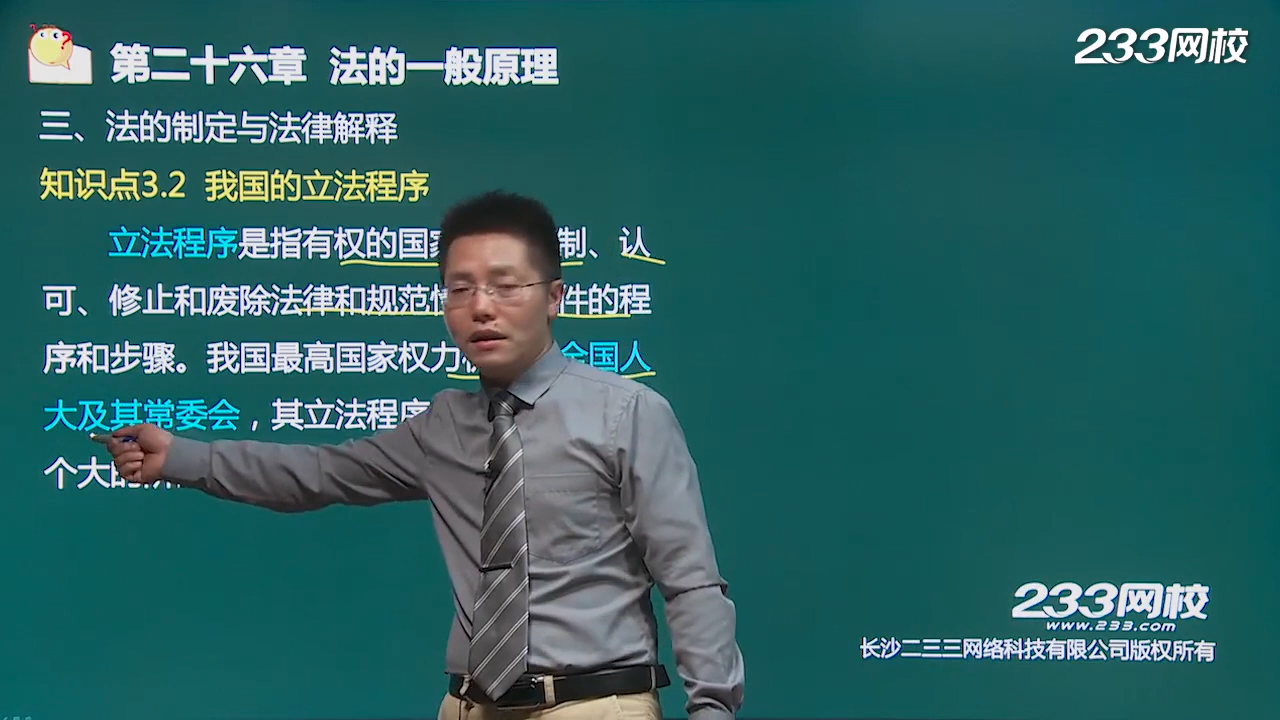 233网校
第二十六章 法的一般原理
三、法的制定与法律解释
知识点3.2 我国的立法程序
立法程序是指有权的国家 制、认
可、修止和废除法律和规范性 件的程
序和步骤。我国最高国家权力 全国人
大及其常委会，其立法程序
个大的
233网校
www.233.com
长沙二三三网络科技有限公司版权所有